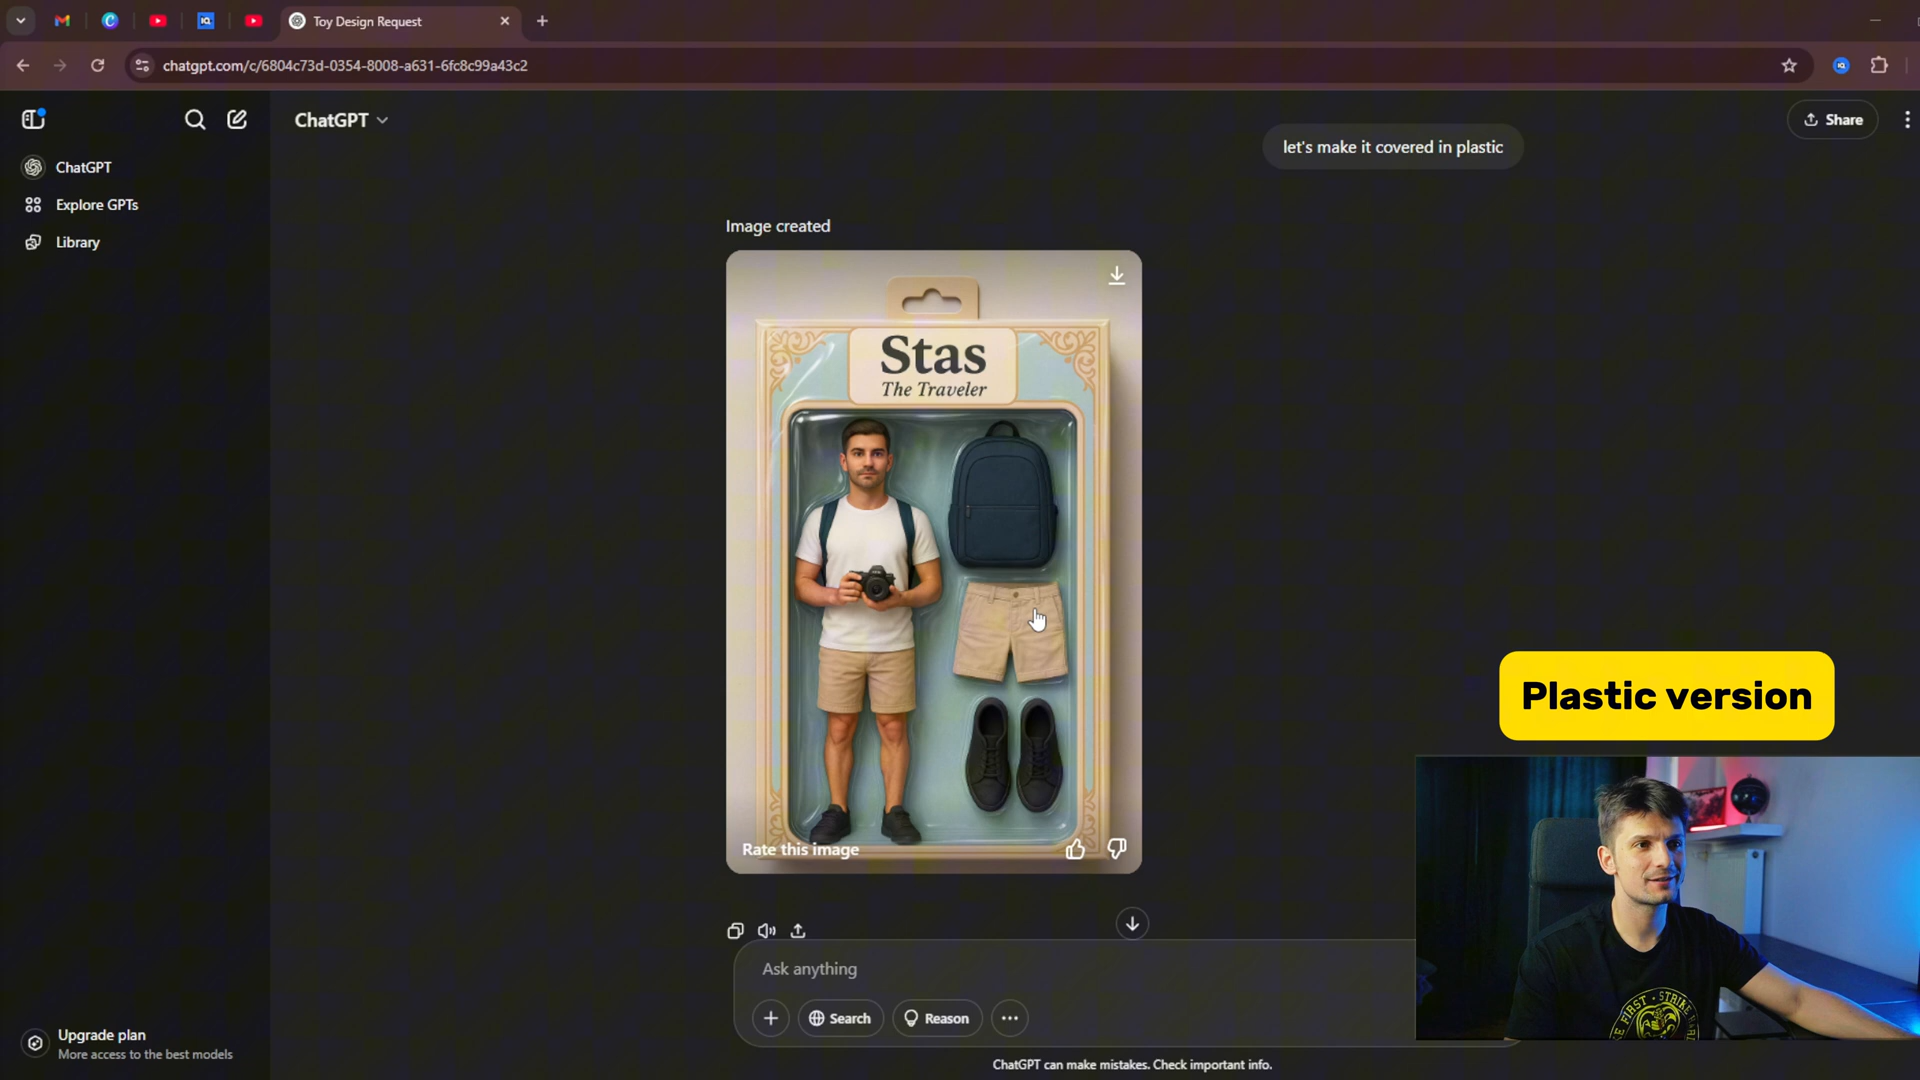 Toy Design Request
chatgpt.com/c/6804c73d-0354-8008-a631-6fc8c99a43c2
ChatGPT
Share
let's make it covered in plastic
ChatGPT
Explore GPTs
Library
Image created
Stas
The Traveler
Rate this image
Plastic version
Ask anything
Search
Reason
Upgrade plan
More access to the best models
ChatGPT can make mistakes. Check important info.
FIRST • STRIKE